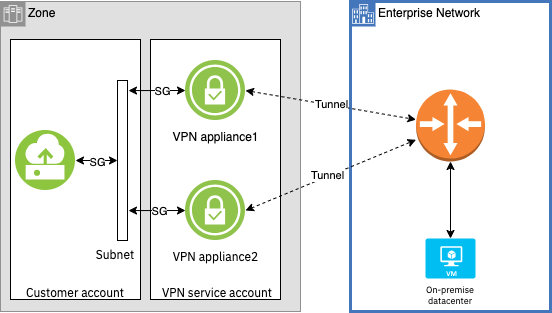 Zone
Enterprise Network
SG
VPN appliance1
Tunnel
SG
Tunnel
SG
VPN appliance2
Subnet
VM
On-premise
datacenter
Customer account
VPN service account